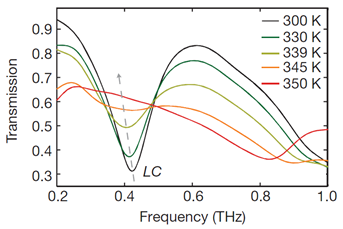 Transmission
0.9
0.8
0.7
0.6
0.5
0.4
0.3
300 K
330 K
339 K
345 K
350 K
LC
0.2 0.4 0.6 0.8 1.0
Frequency (THz)